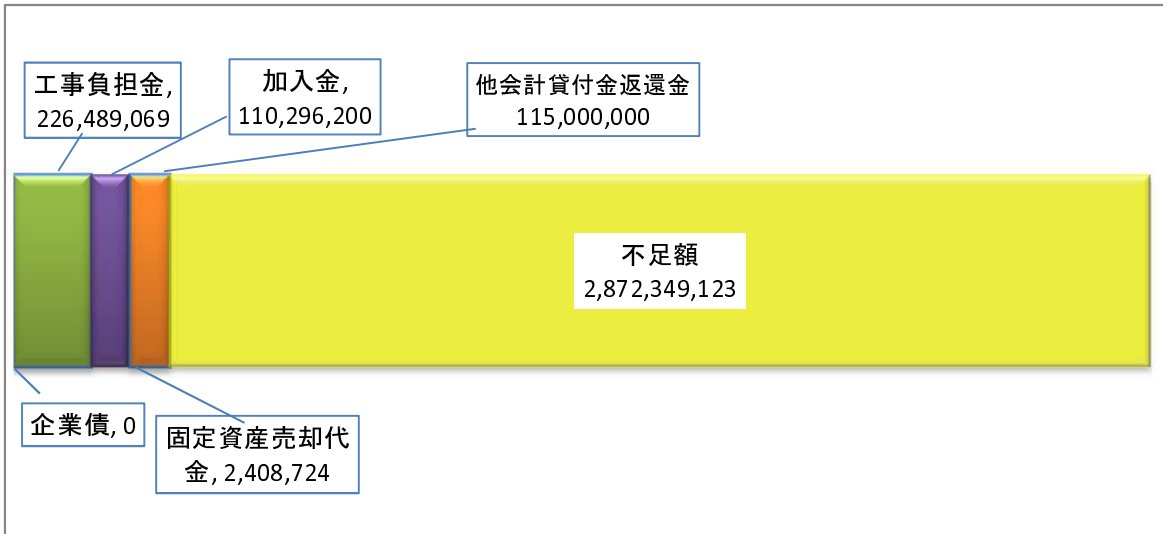 工事負担金,
226,489,069
加入金,
110,296,200
他会計貸付金返還金
115,000,000
不足額
2,872,349,123
企業債, 0
固定資産売却代
金, 2,408,724